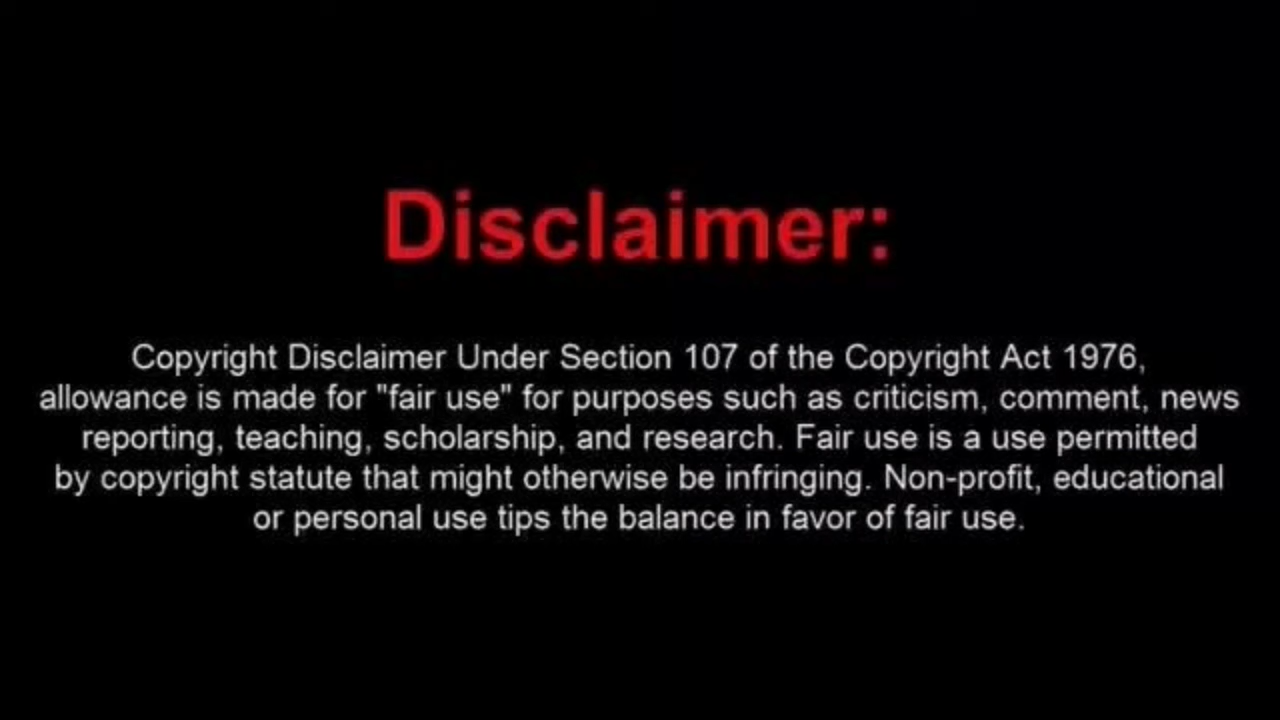 Disclaimer:
Copyright Disclaimer Under Section 107 of the Copyright Act 1976,
allowance is made for "fair use" for purposes such as criticism, comment, news
reporting, teaching, scholarship, and research. Fair use is a use permitted
by copyright statute that might otherwise be infringing. Non-profit, educational
or personal use tips the balance in favor of fair use.